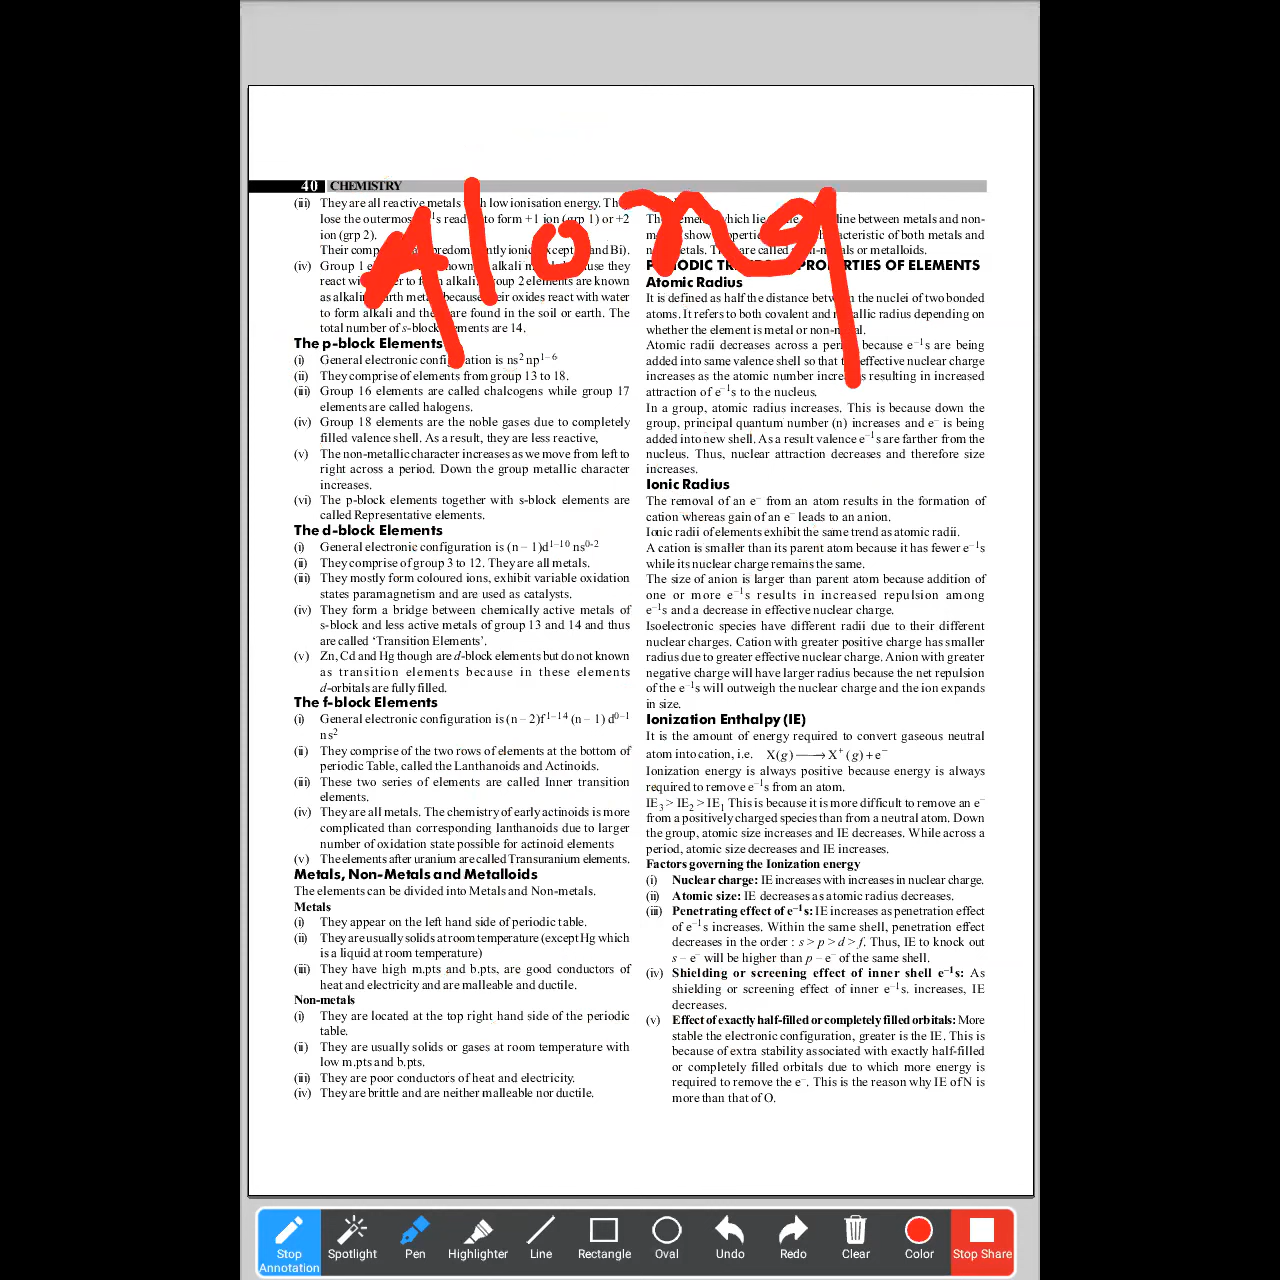 40 CHEMISTRY
Along
(iii) They are all reactive metals low ionisation energy.
lose the outermost to form +1 ion (grp 1) or +2
ion (grp 2).
Their and Bi).
(iv) Group 1 alkali they
react alkali. Group 2 elements are known
as alkaline earth metals because their oxides react with water
to form alkali and are found in the soil or earth. The
total number of s-block elements are 14.
The p-block Elements
(i) General electronic configuration is ns² np¹⁻⁶
(ii) They comprise of elements from group 13 to 18.
(iii) Group 16 elements are called chalcogens while group 17
elements are called halogens.
(iv) Group 18 elements are the noble gases due to completely
filled valence shell. As a result, they are less reactive,
(v) The non-metallic character increases as we move from left to
right across a period. Down the group metallic character
increases.
(vi) The p-block elements together with s-block elements are
called Representative elements.
The d-block Elements
(i) General electronic configuration is (n – 1)d¹⁻¹⁰ ns⁰⁻²
(ii) They comprise of group 3 to 12. They are all metals.
(iii) They mostly form coloured ions, exhibit variable oxidation
states paramagnetism and are used as catalysts.
(iv) They form a bridge between chemically active metals of
s-block and less active metals of group 13 and 14 and thus
are called ‘Transition Elements’.
(v) Zn, Cd and Hg though are d-block elements but do not known
as transition elements because in these elements
d-orbitals are fully filled.
The f-block Elements
(i) General electronic configuration is (n – 2)f¹⁻¹⁴ (n – 1) d⁰⁻¹
ns²
(ii) They comprise of the two rows of elements at the bottom of
periodic Table, called the Lanthanoids and Actinoids.
(iii) These two series of elements are called Inner transition
elements.
(iv) They are all metals. The chemistry of early actinoids is more
complicated than corresponding lanthanoids due to larger
number of oxidation state possible for actinoid elements
(v) The elements after uranium are called Transuranium elements.
Metals, Non-Metals and Metalloids
The elements can be divided into Metals and Non-metals.
Metals
(i) They appear on the left hand side of periodic table.
(ii) They are usually solids at room temperature (except Hg which
is a liquid at room temperature)
(iii) They have high m.pts and b.pts, are good conductors of
heat and electricity and are malleable and ductile.
Non-metals
(i) They are located at the top right hand side of the periodic
table.
(ii) They are usually solids or gases at room temperature with
low m.pts and b.pts.
(iii) They are poor conductors of heat and electricity.
(iv) They are brittle and are neither malleable nor ductile.
The elements which lie line between metals and non-
metals show properties characteristic of both metals and
metals. They are called or metalloids.
PERIODIC PROPERTIES OF ELEMENTS
Atomic Radius
It is defined as half the distance between the nuclei of two bonded
atoms. It refers to both covalent and metallic radius depending on
whether the element is metal or non-metal.
Atomic radii decreases across a period because e⁻¹s are being
added into same valence shell so that the effective nuclear charge
increases as the atomic number increases resulting in increased
attraction of e⁻¹s to the nucleus.
In a group, atomic radius increases. This is because down the
group, principal quantum number (n) increases and e⁻ is being
added into new shell. As a result valence e⁻¹s are farther from the
nucleus. Thus, nuclear attraction decreases and therefore size
increases.
Ionic Radius
The removal of an e⁻ from an atom results in the formation of
cation whereas gain of an e⁻ leads to an anion.
Ionic radii of elements exhibit the same trend as atomic radii.
A cation is smaller than its parent atom because it has fewer e⁻¹s
while its nuclear charge remains the same.
The size of anion is larger than parent atom because addition of
one or more e⁻¹s results in increased repulsion among
e⁻¹s and a decrease in effective nuclear charge.
Isoelectronic species have different radii due to their different
nuclear charges. Cation with greater positive charge has smaller
radius due to greater effective nuclear charge. Anion with greater
negative charge will have larger radius because the net repulsion
of the e⁻¹s will outweigh the nuclear charge and the ion expands
in size.
Ionization Enthalpy (IE)
It is the amount of energy required to convert gaseous neutral
atom into cation, i.e. X(g) ⟶ X⁺ (g) + e⁻
Ionization energy is always positive because energy is always
required to remove e⁻¹s from an atom.
IE₃ > IE₂ > IE₁ This is because it is more difficult to remove an e⁻
from a positively charged species than from a neutral atom. Down
the group, atomic size increases and IE decreases. While across a
period, atomic size decreases and IE increases.
Factors governing the Ionization energy
(i) Nuclear charge: IE increases with increases in nuclear charge.
(ii) Atomic size: IE decreases as atomic radius decreases.
(iii) Penetrating effect of e⁻¹s: IE increases as penetration effect
of e⁻¹s increases. Within the same shell, penetration effect
decreases in the order : s > p > d > f. Thus, IE to knock out
s – e⁻ will be higher than p – e⁻ of the same shell.
(iv) Shielding or screening effect of inner shell e⁻¹s: As
shielding or screening effect of inner e⁻¹s. increases, IE
decreases.
(v) Effect of exactly half-filled or completely filled orbitals: More
stable the electronic configuration, greater is the IE. This is
because of extra stability associated with exactly half-filled
or completely filled orbitals due to which more energy is
required to remove the e⁻. This is the reason why IE of N is
more than that of O.
Stop Annotation Spotlight Pen Highlighter Line Rectangle Oval Undo Redo Clear Color Stop Share